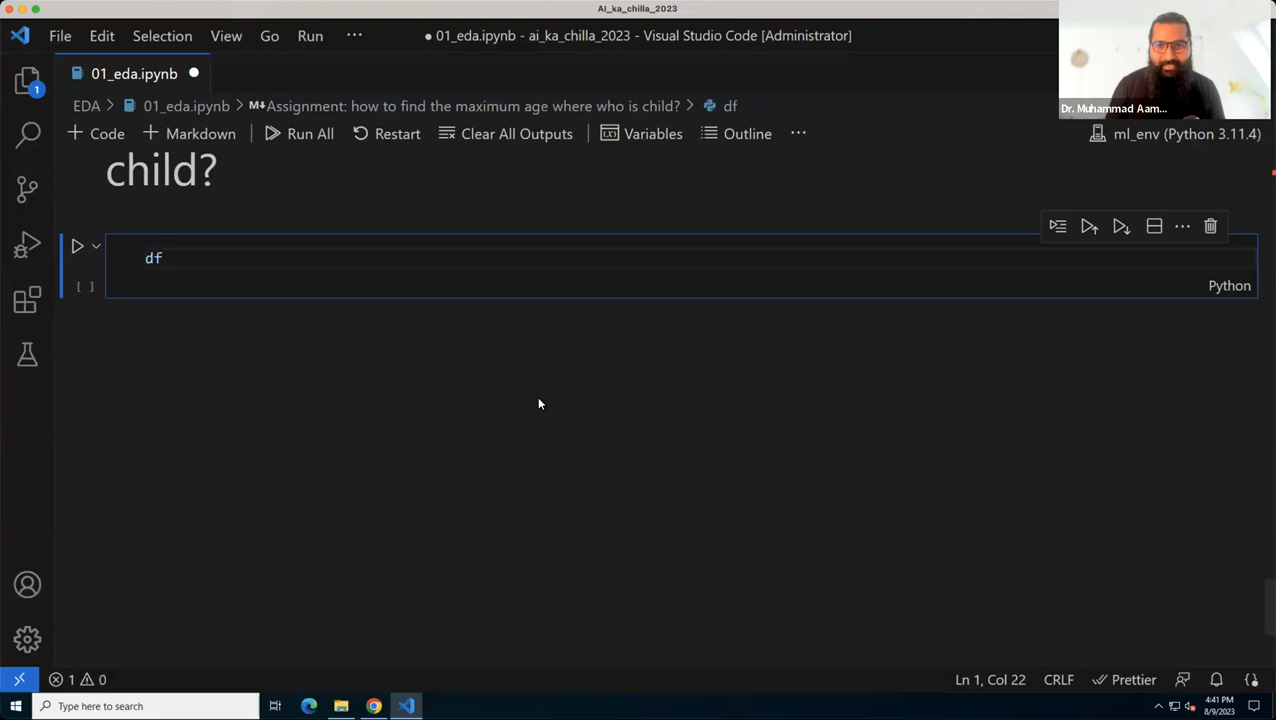 AI_ka_chilla_2023
File Edit Selection View Go Run ··· 01_eda.ipynb - ai_ka_chilla_2023 - Visual Studio Code [Administrator]
01_eda.ipynb
1
EDA > 01_eda.ipynb > M↓Assignment: how to find the maximum age where who is child? > df
+ Code + Markdown Run All Restart Clear All Outputs Variables Outline ··· ml_env (Python 3.11.4)
Dr. Muhammad Aam...
child?
df
[ ]
Python
1 0 Ln 1, Col 22 CRLF Prettier
Type here to search
4:41 PM
8/9/2023